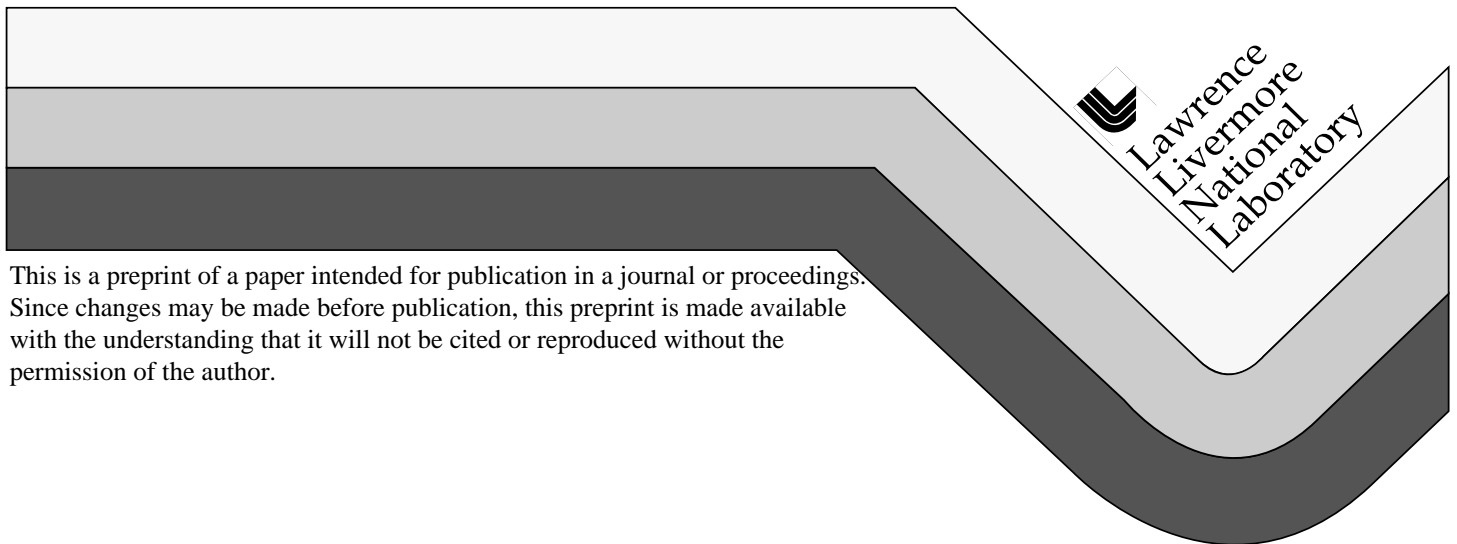 Lawrence
Livermore
National
Laboratory
This is a preprint of a paper intended for publication in a journal or proceedings.
Since changes may be made before publication, this preprint is made available
with the understanding that it will not be cited or reproduced without the
permission of the author.